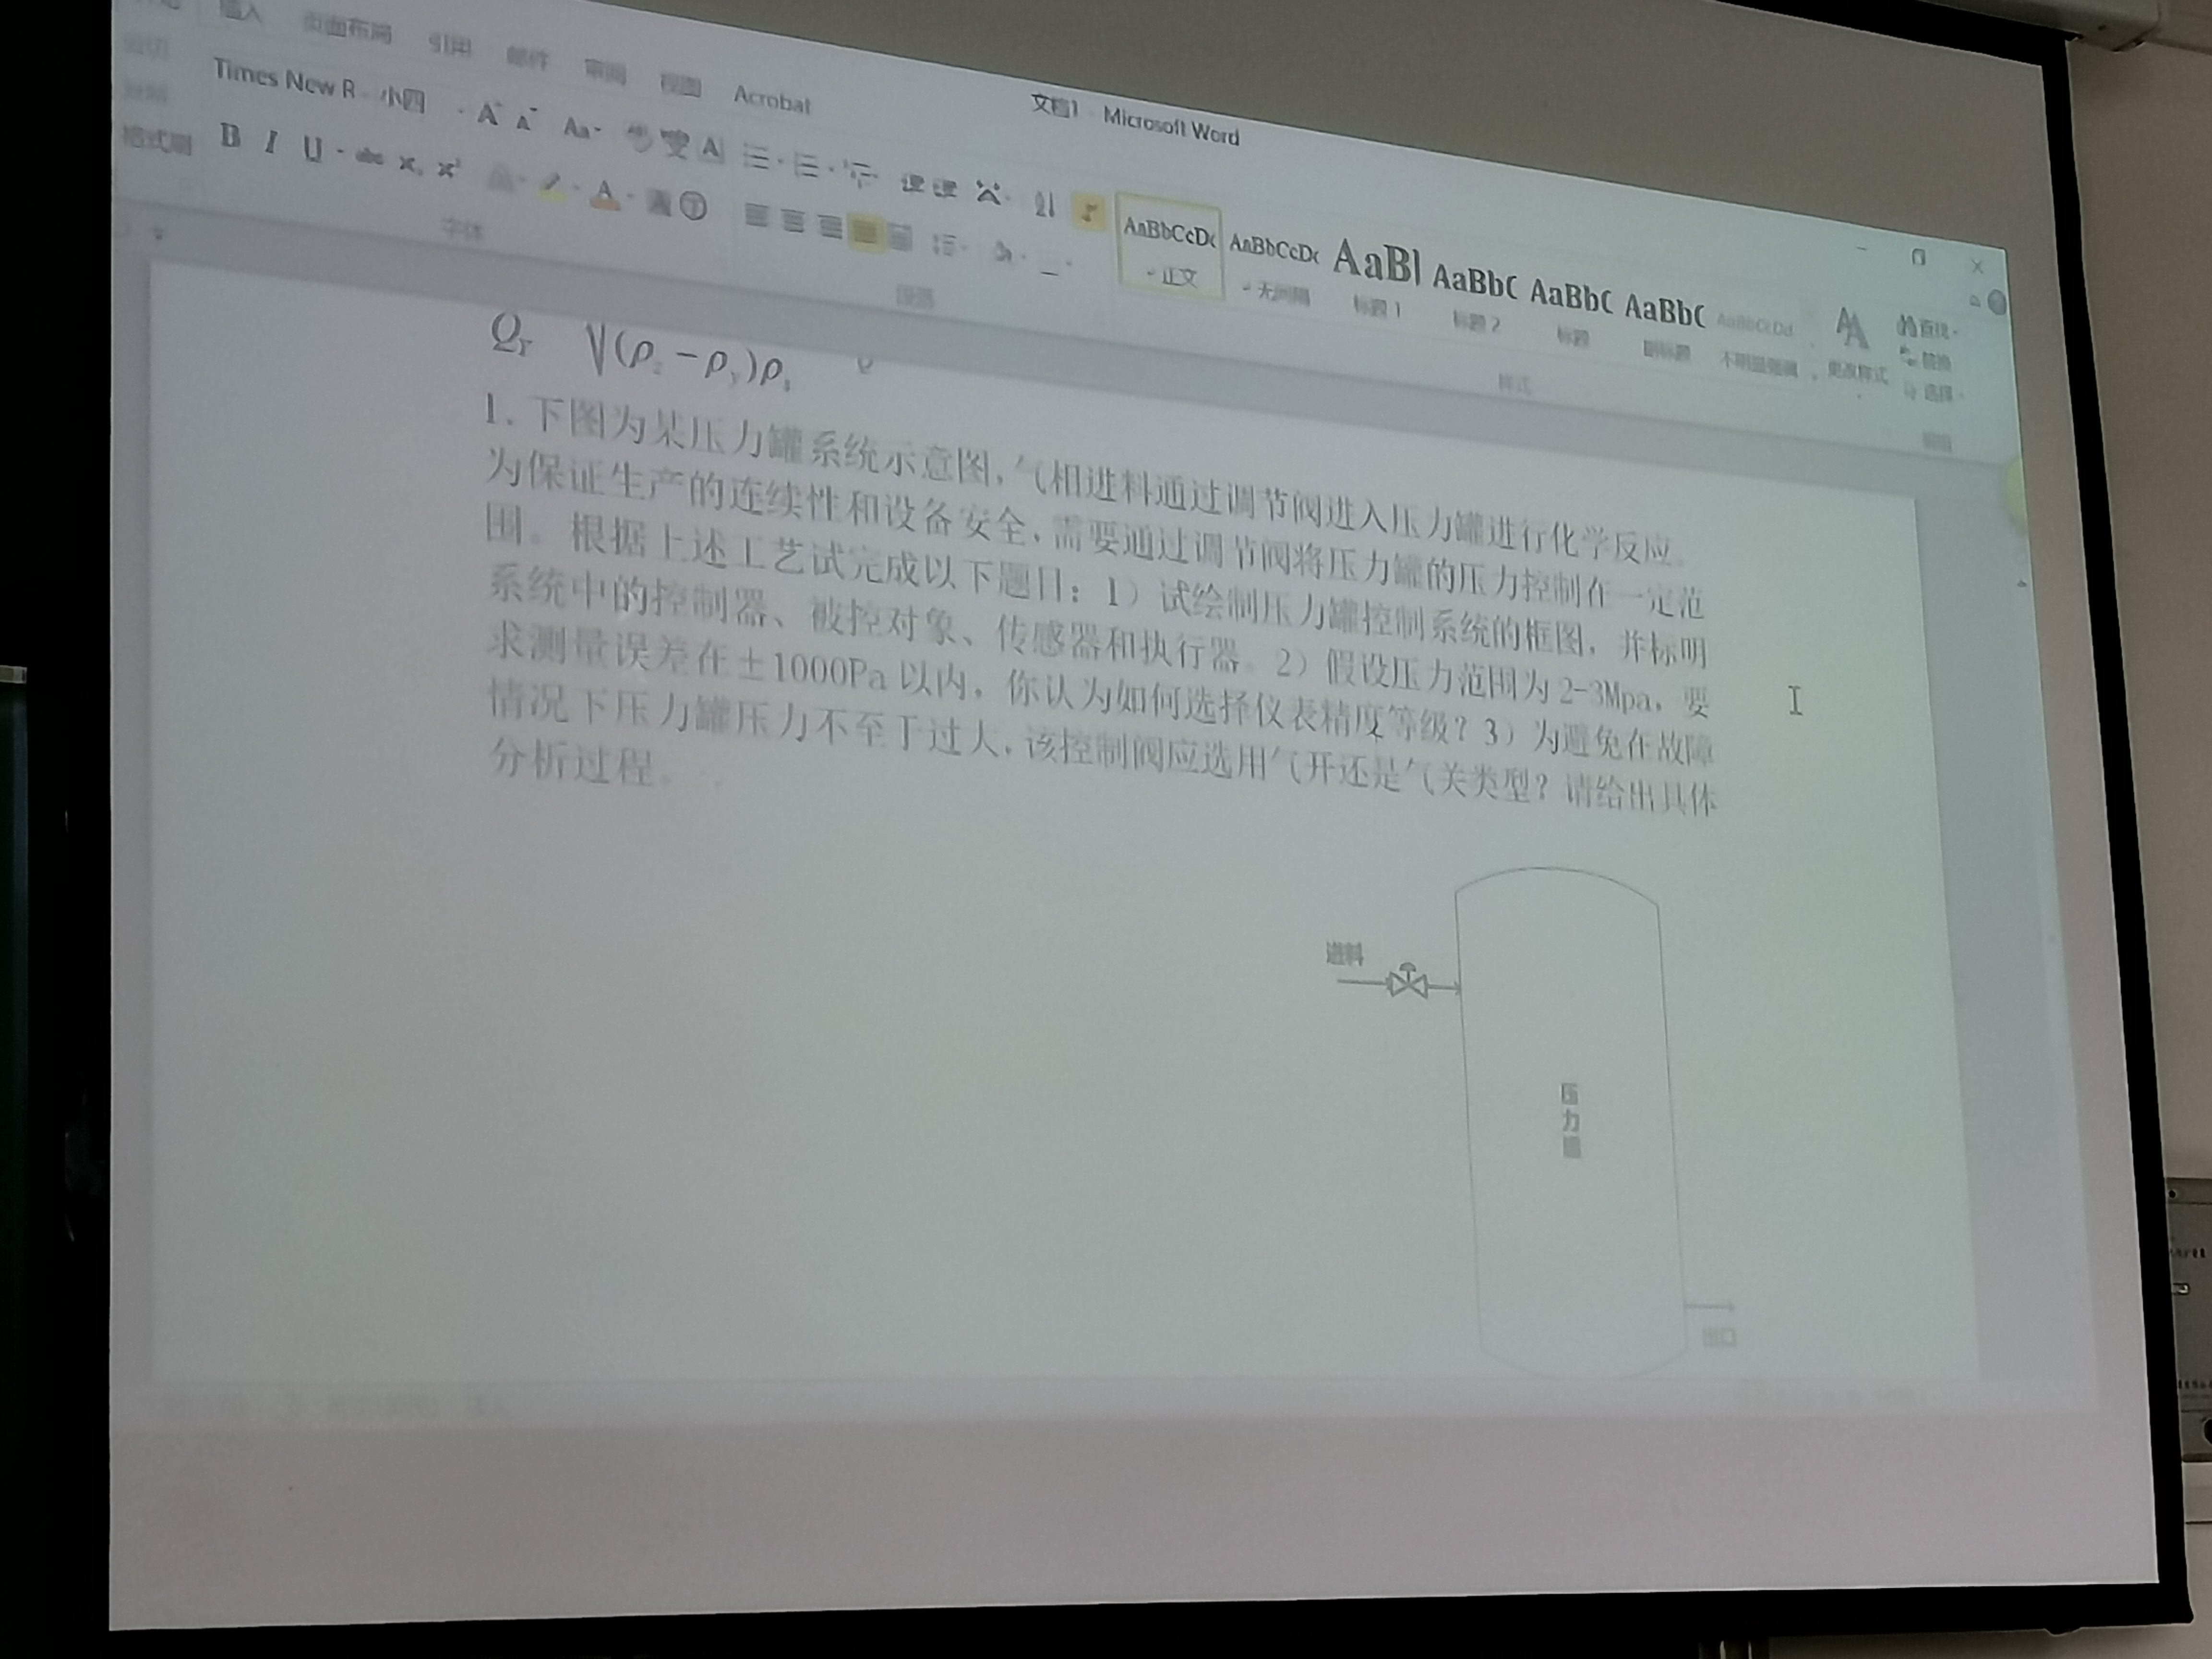 插入 页面布局 引用 邮件 审阅 视图 Acrobat
文档1 - Microsoft Word
剪切
Times New R 小四
格式刷 B I U abc x₂ x²
字体
段落
AaBbCcDc AaBbCcDc AaBl AaBbC AaBbC AaBbC AaBbCcDd
正文 无间隔 标题 1 标题 2 标题 副标题 不明显强调 更改样式
样式
查找
替换
选择
编辑
√(ρ₂ - ρ)ρ
1. 下图为某压力罐系统示意图,气相进料通过调节阀进入压力罐进行化学反应。
为保证生产的连续性和设备安全,需要通过调节阀将压力罐的压力控制在一定范
围。根据上述工艺试完成以下题目:1)试绘制压力罐控制系统的框图,并标明
系统中的控制器、被控对象、传感器和执行器。2)假设压力范围为 2-3Mpa,要
求测量误差在±1000Pa 以内,你认为如何选择仪表精度等级?3)为避免在故障
情况下压力罐压力不至于过大,该控制阀应选用气开还是气关类型?请给出具体
分析过程。
进料
压力罐
出口